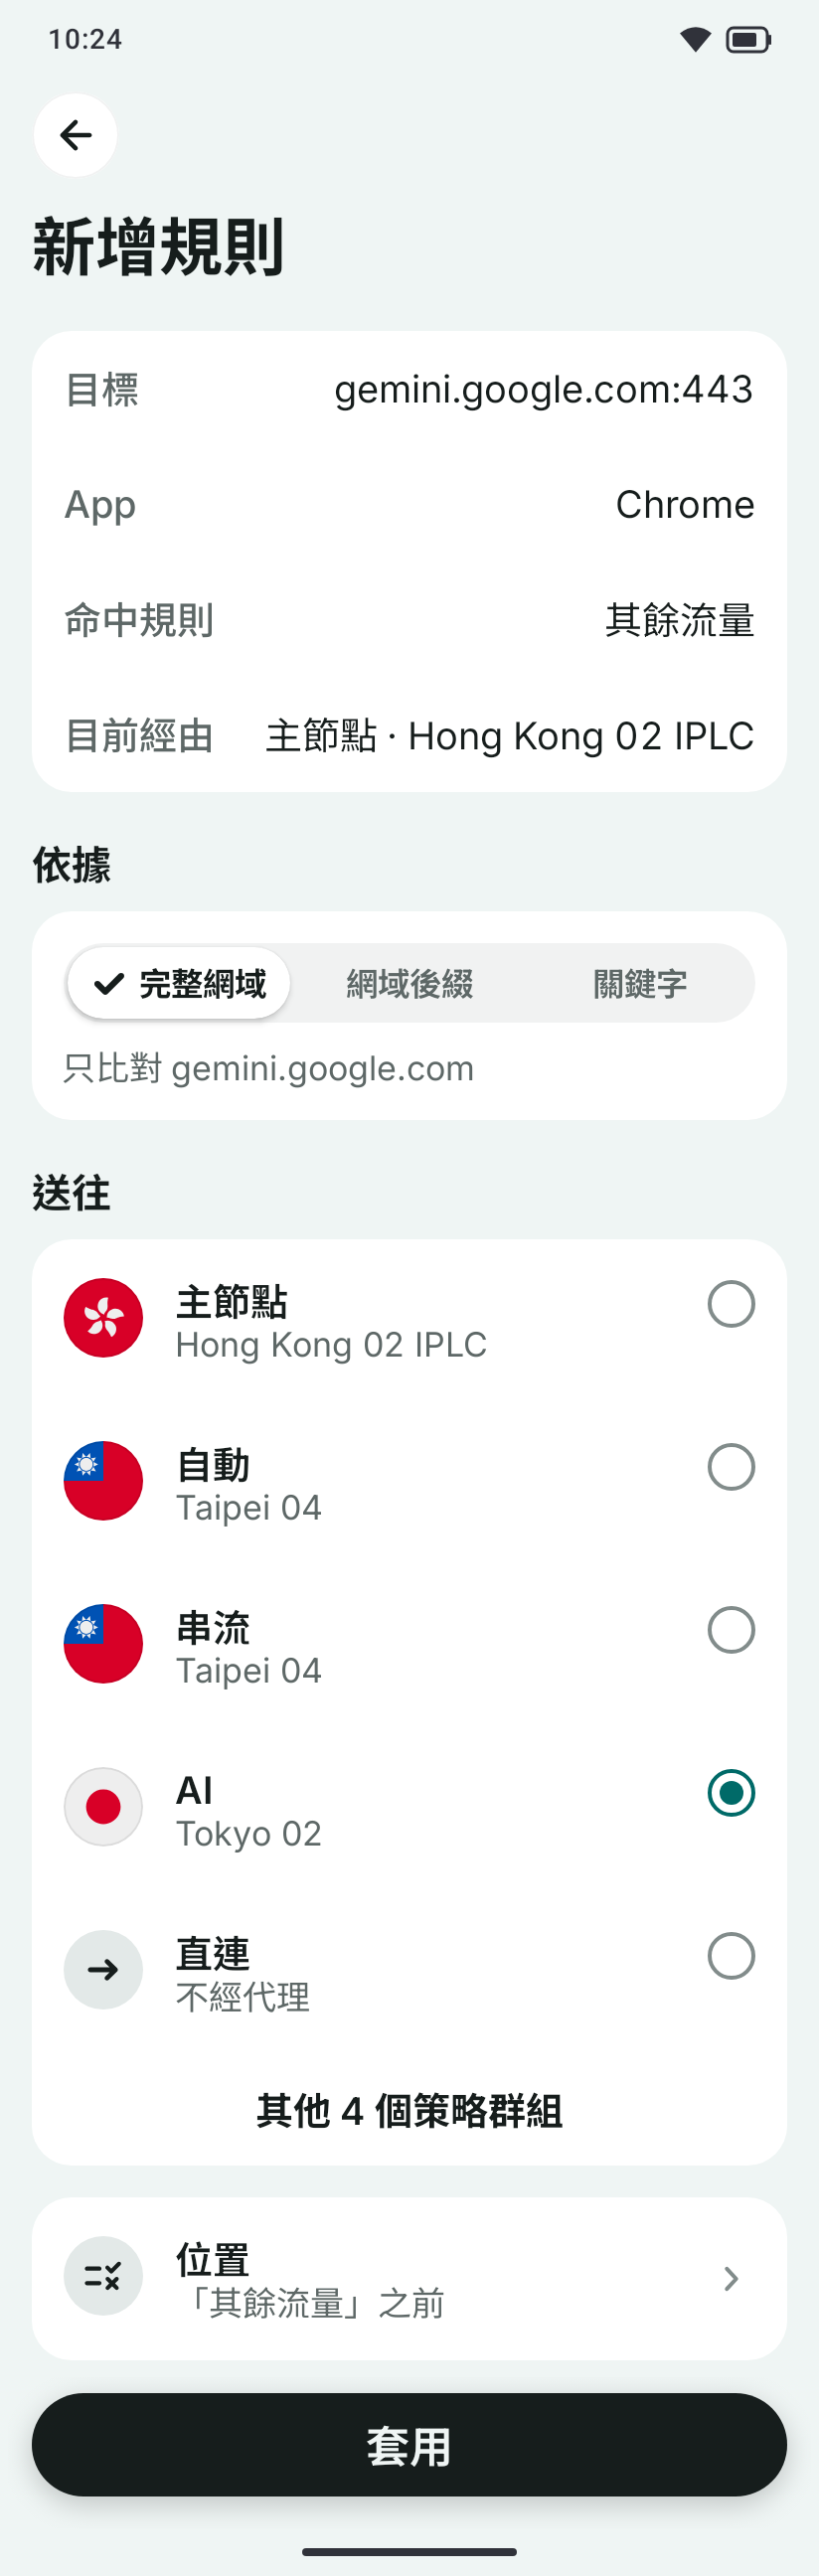 10:24
新增規則
目標 gemini.google.com:443
App Chrome
命中規則 其餘流量
目前經由 主節點 · Hong Kong 02 IPLC
依據
完整網域 網域後綴 關鍵字
只比對 gemini.google.com
送往
主節點
Hong Kong 02 IPLC
自動
Taipei 04
串流
Taipei 04
AI
Tokyo 02
直連
不經代理
其他 4 個策略群組
位置
「其餘流量」之前
套用